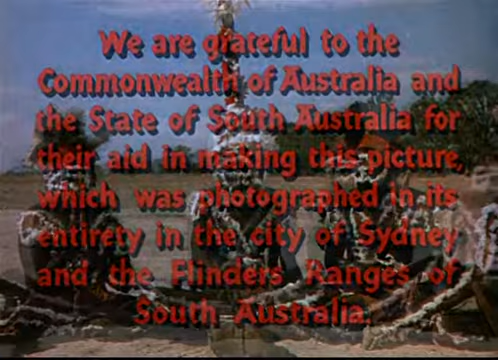 We are grateful to the
Commonwealth of Australia and
the State of South Australia for
their aid in making this picture,
which was photographed in its
entirety in the city of Sydney
and the Flinders Ranges of
South Australia.